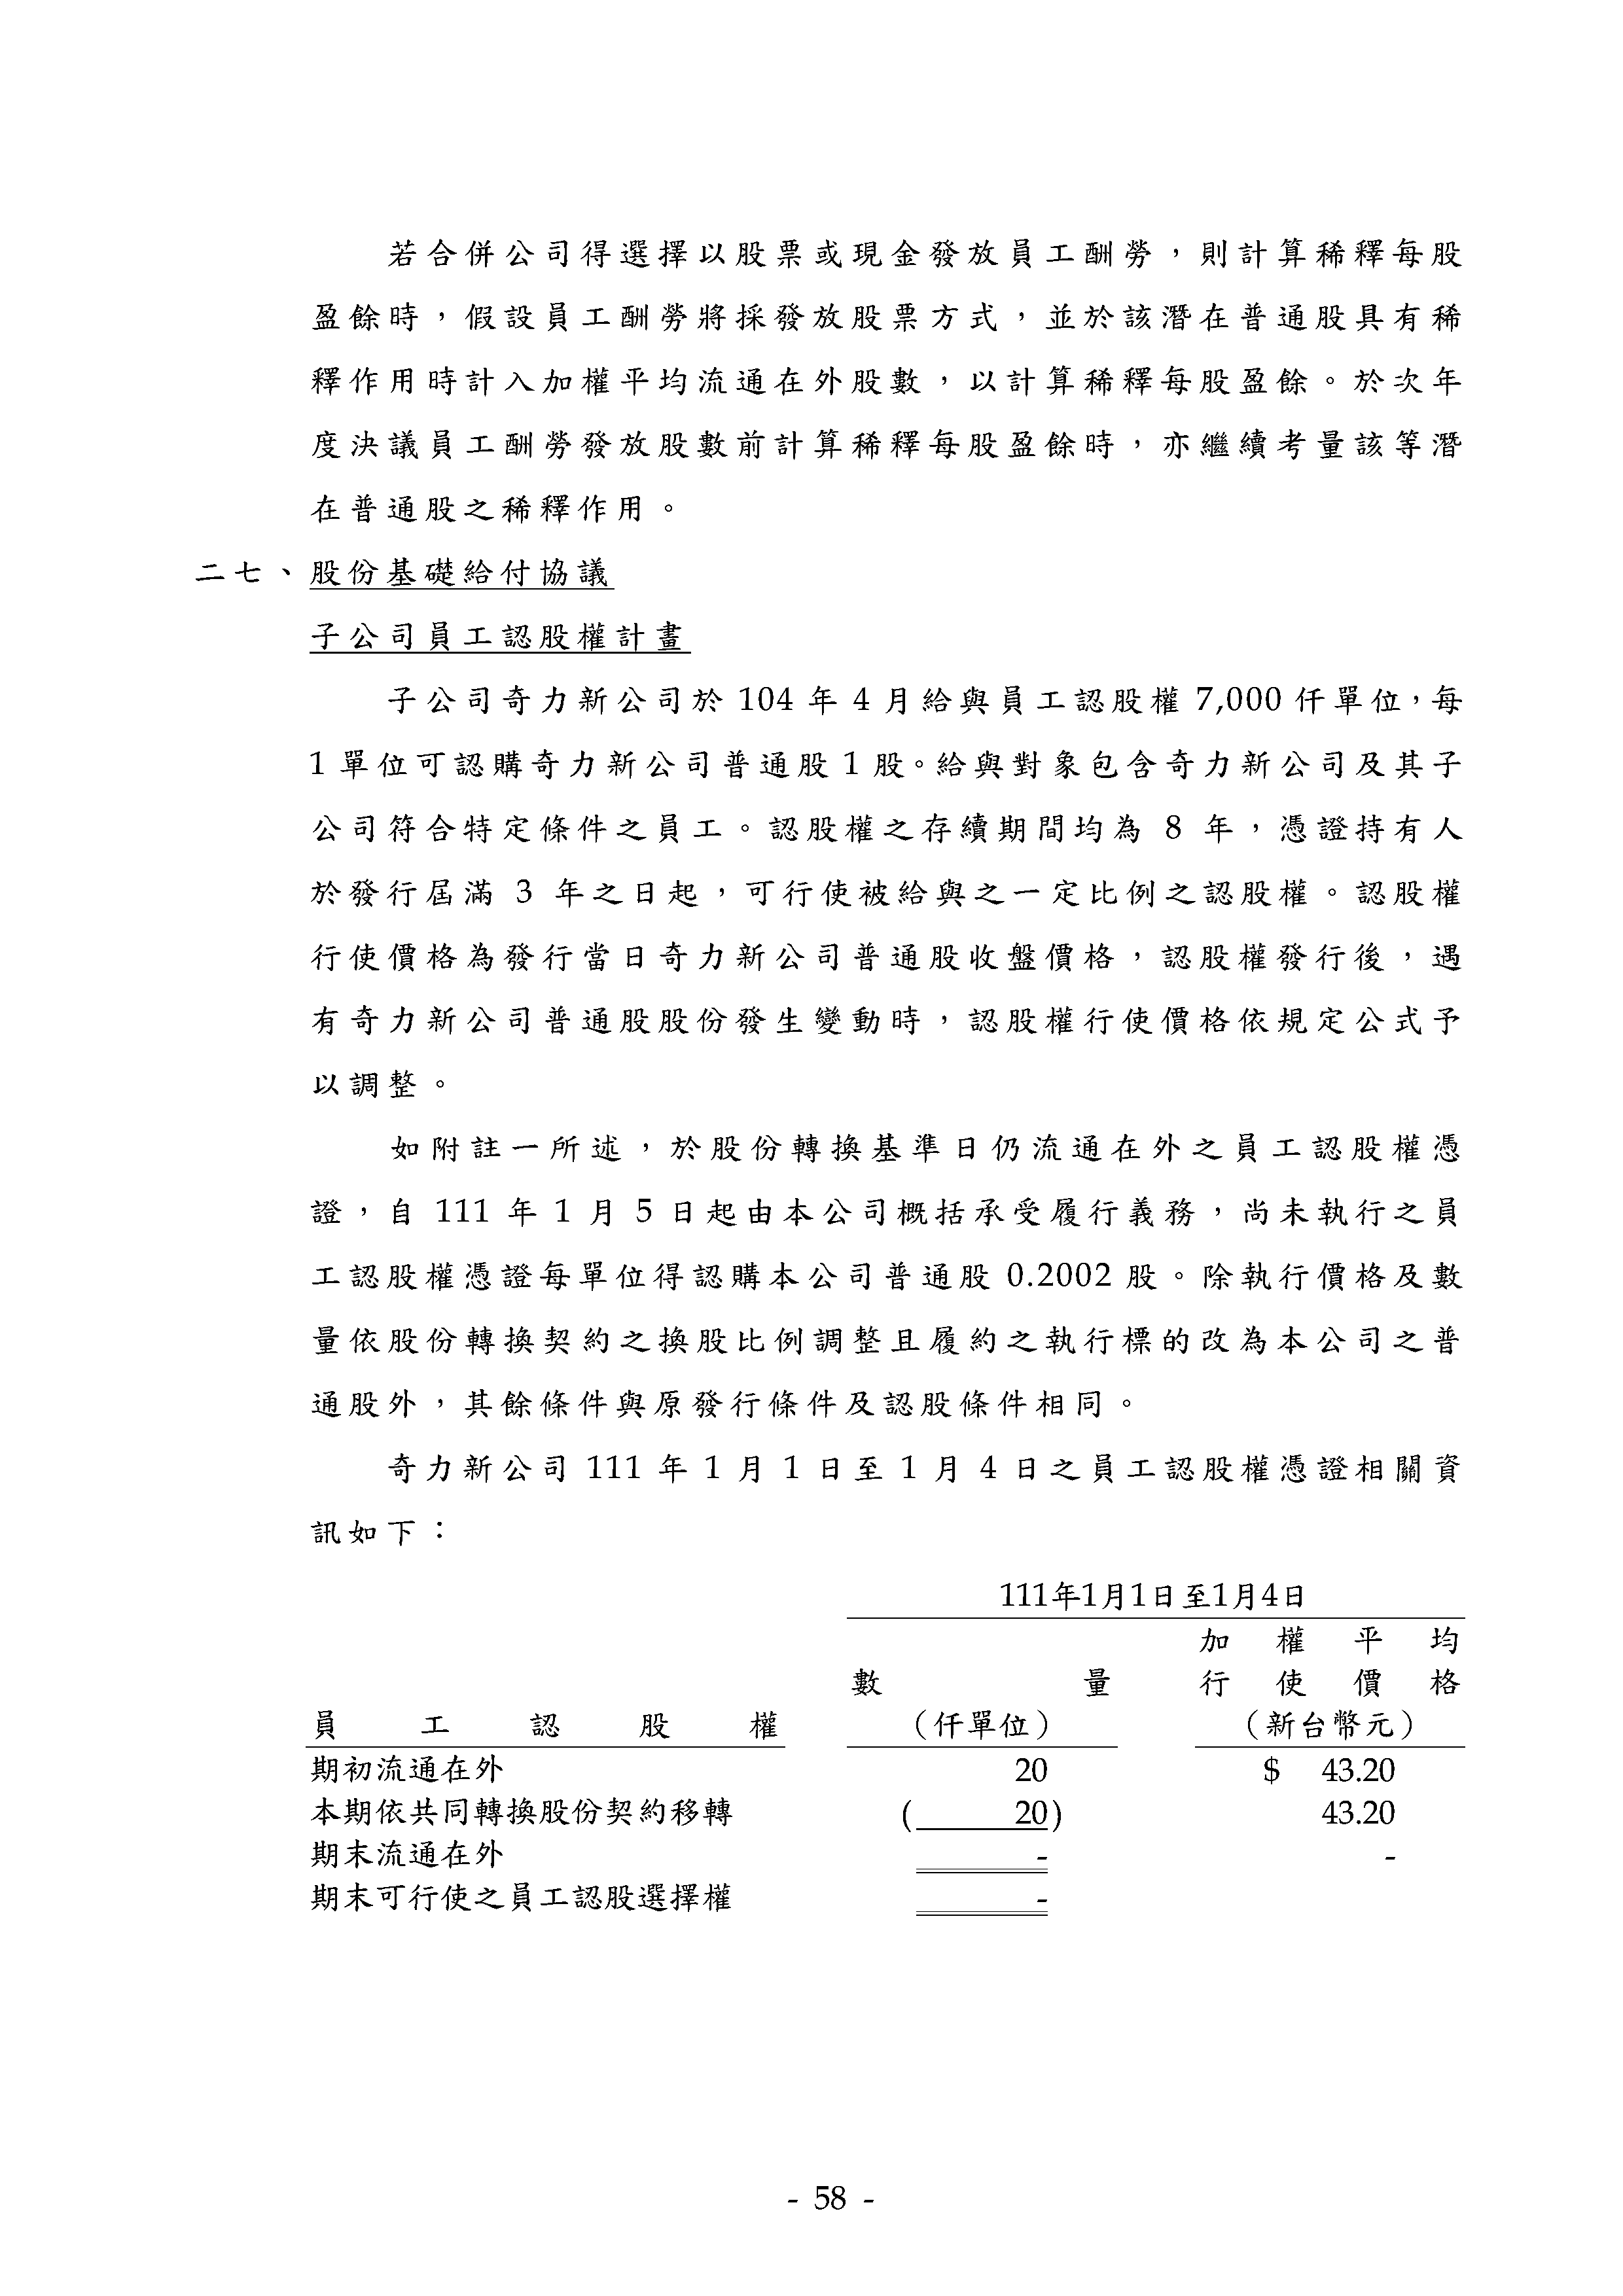 若合併公司得選擇以股票或現金發放員工酬勞，則計算稀釋每股
盈餘時，假設員工酬勞將採發放股票方式，並於該潛在普通股具有稀
釋作用時計入加權平均流通在外股數，以計算稀釋每股盈餘。於次年
度決議員工酬勞發放股數前計算稀釋每股盈餘時，亦繼續考量該等潛
在普通股之稀釋作用。
二七、股份基礎給付協議
子公司員工認股權計畫
子公司奇力新公司於 104 年 4 月給與員工認股權 7,000 仟單位，每
1 單位可認購奇力新公司普通股 1 股。給與對象包含奇力新公司及其子
公司符合特定條件之員工。認股權之存續期間均為 8 年，憑證持有人
於發行屆滿 3 年之日起，可行使被給與之一定比例之認股權。認股權
行使價格為發行當日奇力新公司普通股收盤價格，認股權發行後，遇
有奇力新公司普通股股份發生變動時，認股權行使價格依規定公式予
以調整。
如附註一所述，於股份轉換基準日仍流通在外之員工認股權憑
證，自 111 年 1 月 5 日起由本公司概括承受履行義務，尚未執行之員
工認股權憑證每單位得認購本公司普通股 0.2002 股。除執行價格及數
量依股份轉換契約之換股比例調整且履約之執行標的改為本公司之普
通股外，其餘條件與原發行條件及認股條件相同。
奇力新公司 111 年 1 月 1 日至 1 月 4 日之員工認股權憑證相關資
訊如下：
111年1月1日至1月4日
加權平均
數量 行使價格
員工認股權 （仟單位） （新台幣元）
期初流通在外 20 $ 43.20
本期依共同轉換股份契約移轉 ( 20) 43.20
期末流通在外 - -
期末可行使之員工認股選擇權 -
- 58 -